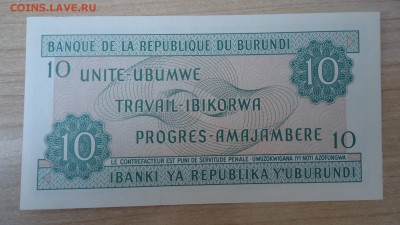 COINS.LAVE.RU
BANQUE DE LA REPUBLIQUE DU BURUNDI
10 UNITE-UBUMWE 10
TRAVAIL-IBIKORWA
PROGRES-AMAJAMBERE 10
10
LE CONTREFACTEUR EST PUNI DE SERVITUDE PENALE - UWUZOKWIGANA IYI NOTI AZOFUNGWA
IBANKI YA REPUBLIKA Y'UBURUNDI